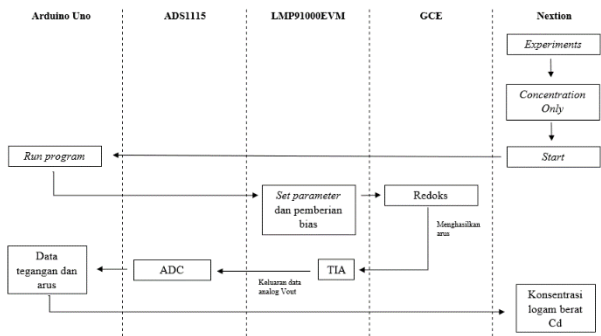 Arduino Uno
ADS1115
LMP91000EVM
GCE
Nextion
Experiments
Concentration
Only
Run program
Start
Set parameter
dan pemberian
bias
Redoks
Menghasilkan
arus
Data
tegangan dan
arus
ADC
Keluaran data
analog Vout
TIA
Konsentrasi
logam berat
Cd